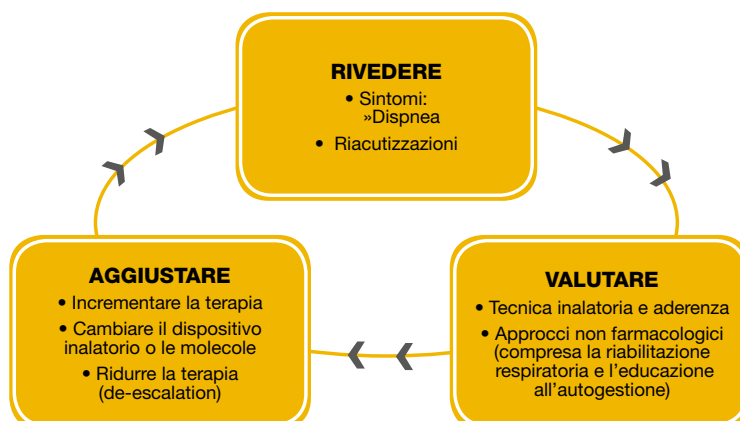 RIVEDERE
• Sintomi:
»Dispnea
• Riacutizzazioni
AGGIUSTARE
• Incrementare la terapia
• Cambiare il dispositivo
inalatorio o le molecole
• Ridurre la terapia
(de-escalation)
VALUTARE
• Tecnica inalatoria e aderenza
• Approcci non farmacologici
(compresa la riabilitazione
respiratoria e l’educazione
all’autogestione)